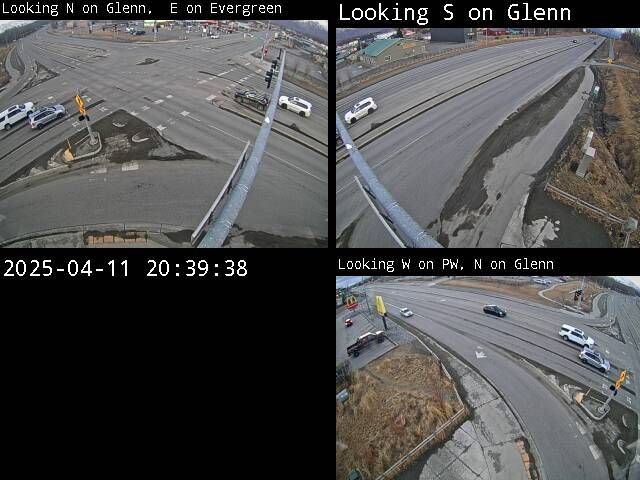 Looking N on Glenn,  E on Evergreen
Looking S on Glenn
2025-04-11 20:39:38
Looking W on PW, N on Glenn